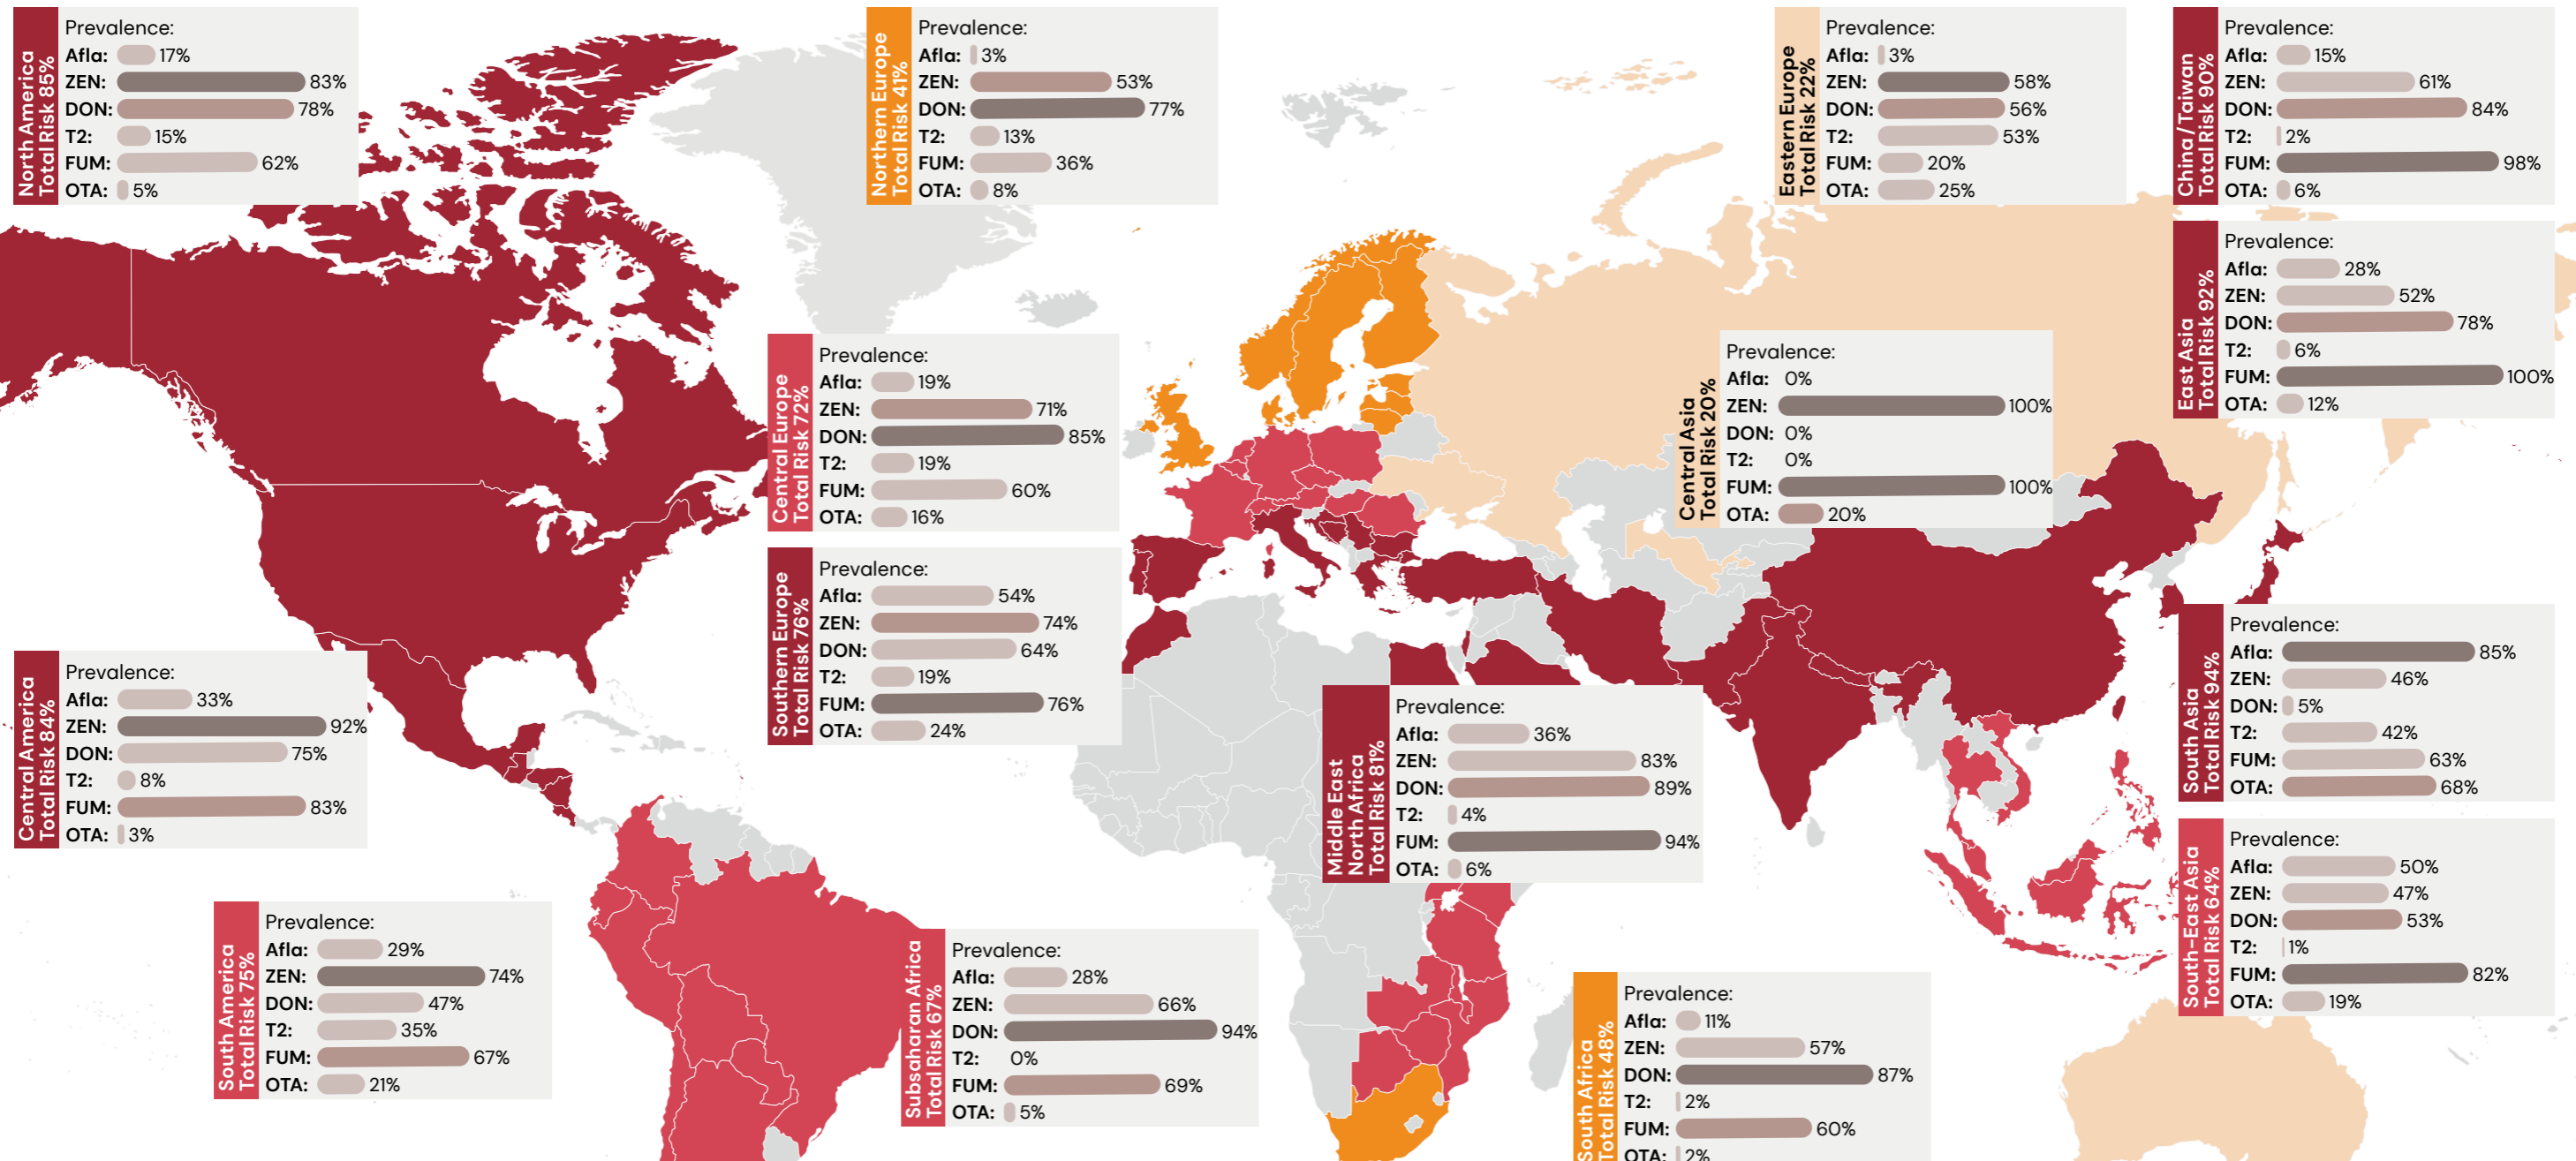 North America
Total Risk 85%
Prevalence:
Afla: 17%
ZEN: 83%
DON: 78%
T2: 15%
FUM: 62%
OTA: 5%
Northern Europe
Total Risk 41%
Prevalence:
Afla: 3%
ZEN: 53%
DON: 77%
T2: 13%
FUM: 36%
OTA: 8%
Eastern Europe
Total Risk 22%
Prevalence:
Afla: 3%
ZEN: 58%
DON: 56%
T2: 53%
FUM: 20%
OTA: 25%
China/Taiwan
Total Risk 90%
Prevalence:
Afla: 15%
ZEN: 61%
DON: 84%
T2: 2%
FUM: 98%
OTA: 6%
East Asia
Total Risk 92%
Prevalence:
Afla: 28%
ZEN: 52%
DON: 78%
T2: 6%
FUM: 100%
OTA: 12%
Central Europe
Total Risk 72%
Prevalence:
Afla: 19%
ZEN: 71%
DON: 85%
T2: 19%
FUM: 60%
OTA: 16%
Central Asia
Total Risk 20%
Prevalence:
Afla: 0%
ZEN: 100%
DON: 0%
T2: 0%
FUM: 100%
OTA: 20%
Southern Europe
Total Risk 76%
Prevalence:
Afla: 54%
ZEN: 74%
DON: 64%
T2: 19%
FUM: 76%
OTA: 24%
South Asia
Total Risk 94%
Prevalence:
Afla: 85%
ZEN: 46%
DON: 5%
T2: 42%
FUM: 63%
OTA: 68%
Central America
Total Risk 84%
Prevalence:
Afla: 33%
ZEN: 92%
DON: 75%
T2: 8%
FUM: 83%
OTA: 3%
Middle East
North Africa
Total Risk 81%
Prevalence:
Afla: 36%
ZEN: 83%
DON: 89%
T2: 4%
FUM: 94%
OTA: 6%
South-East Asia
Total Risk 64%
Prevalence:
Afla: 50%
ZEN: 47%
DON: 53%
T2: 1%
FUM: 82%
OTA: 19%
South America
Total Risk 75%
Prevalence:
Afla: 29%
ZEN: 74%
DON: 47%
T2: 35%
FUM: 67%
OTA: 21%
Subsaharan Africa
Total Risk 67%
Prevalence:
Afla: 28%
ZEN: 66%
DON: 94%
T2: 0%
FUM: 69%
OTA: 5%
South Africa
Total Risk 48%
Prevalence:
Afla: 11%
ZEN: 57%
DON: 87%
T2: 2%
FUM: 60%
OTA: 2%